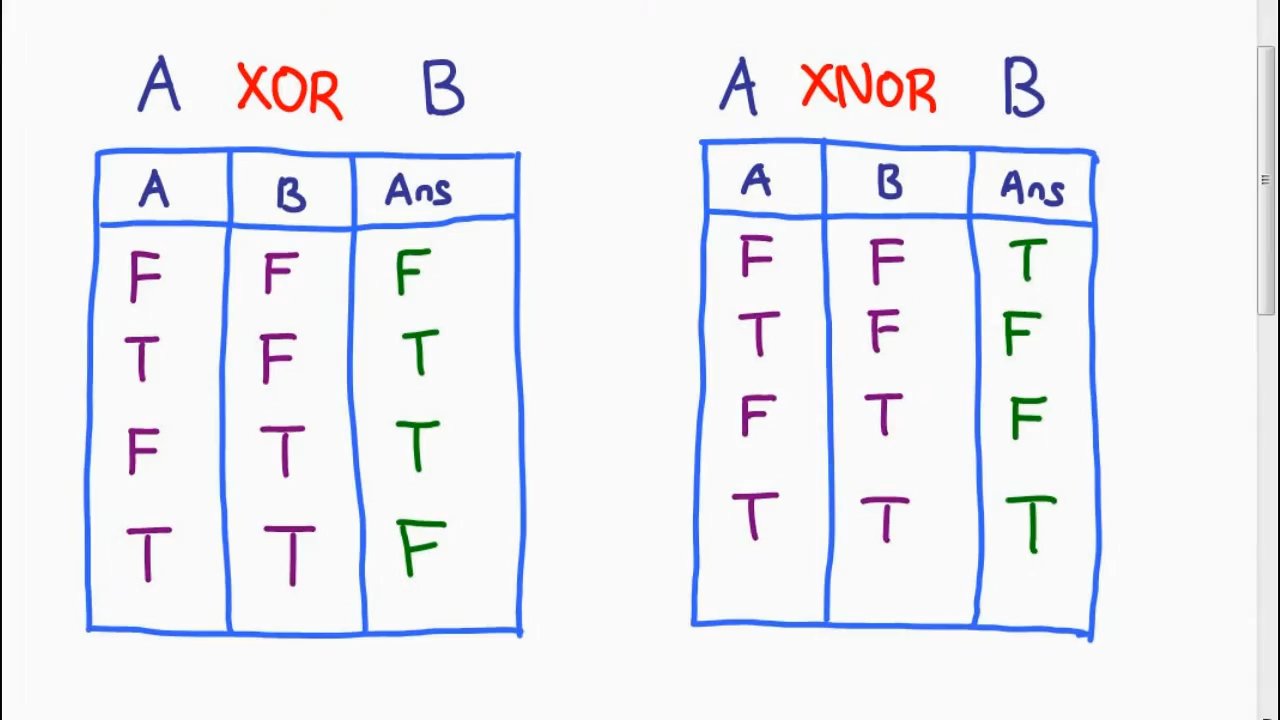 A XOR B
A B Ans
F F F
T F T
F T T
T T F
A XNOR B
A B Ans
F F T
T F F
F T F
T T T